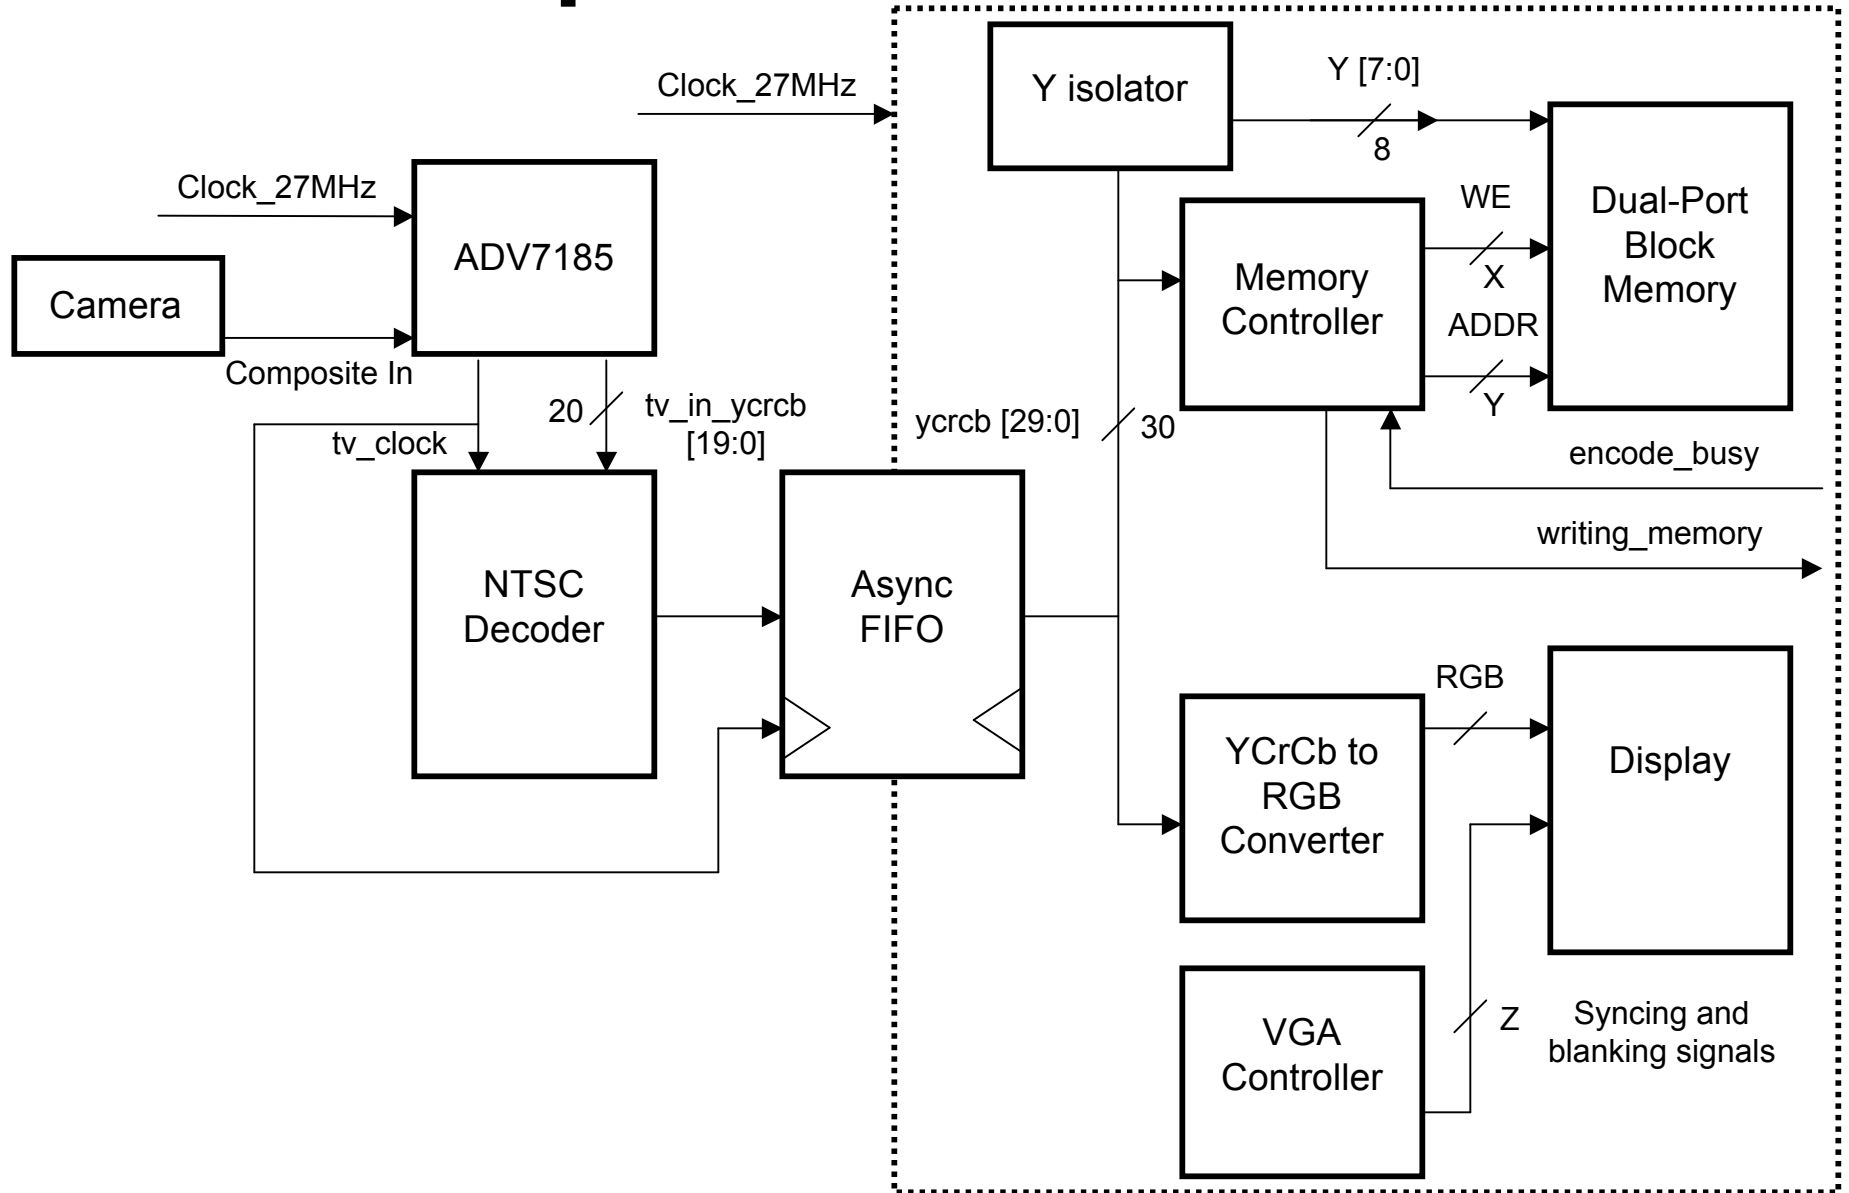 Clock_27MHz
Y isolator
Y [7:0]
8
Clock_27MHz
ADV7185
Camera
Composite In
Memory
Controller
WE
X
ADDR
Y
Dual-Port
Block
Memory
tv_clock
20
tv_in_ycrcb
[19:0]
ycrcb [29:0]
30
encode_busy
writing_memory
NTSC
Decoder
Async
FIFO
RGB
YCrCb to
RGB
Converter
Display
VGA
Controller
Z
Syncing and
blanking signals